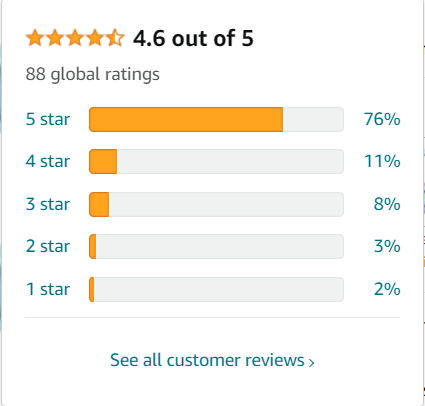 4.6 out of 5
88 global ratings
5 star 76%
4 star 11%
3 star 8%
2 star 3%
1 star 2%
See all customer reviews ›